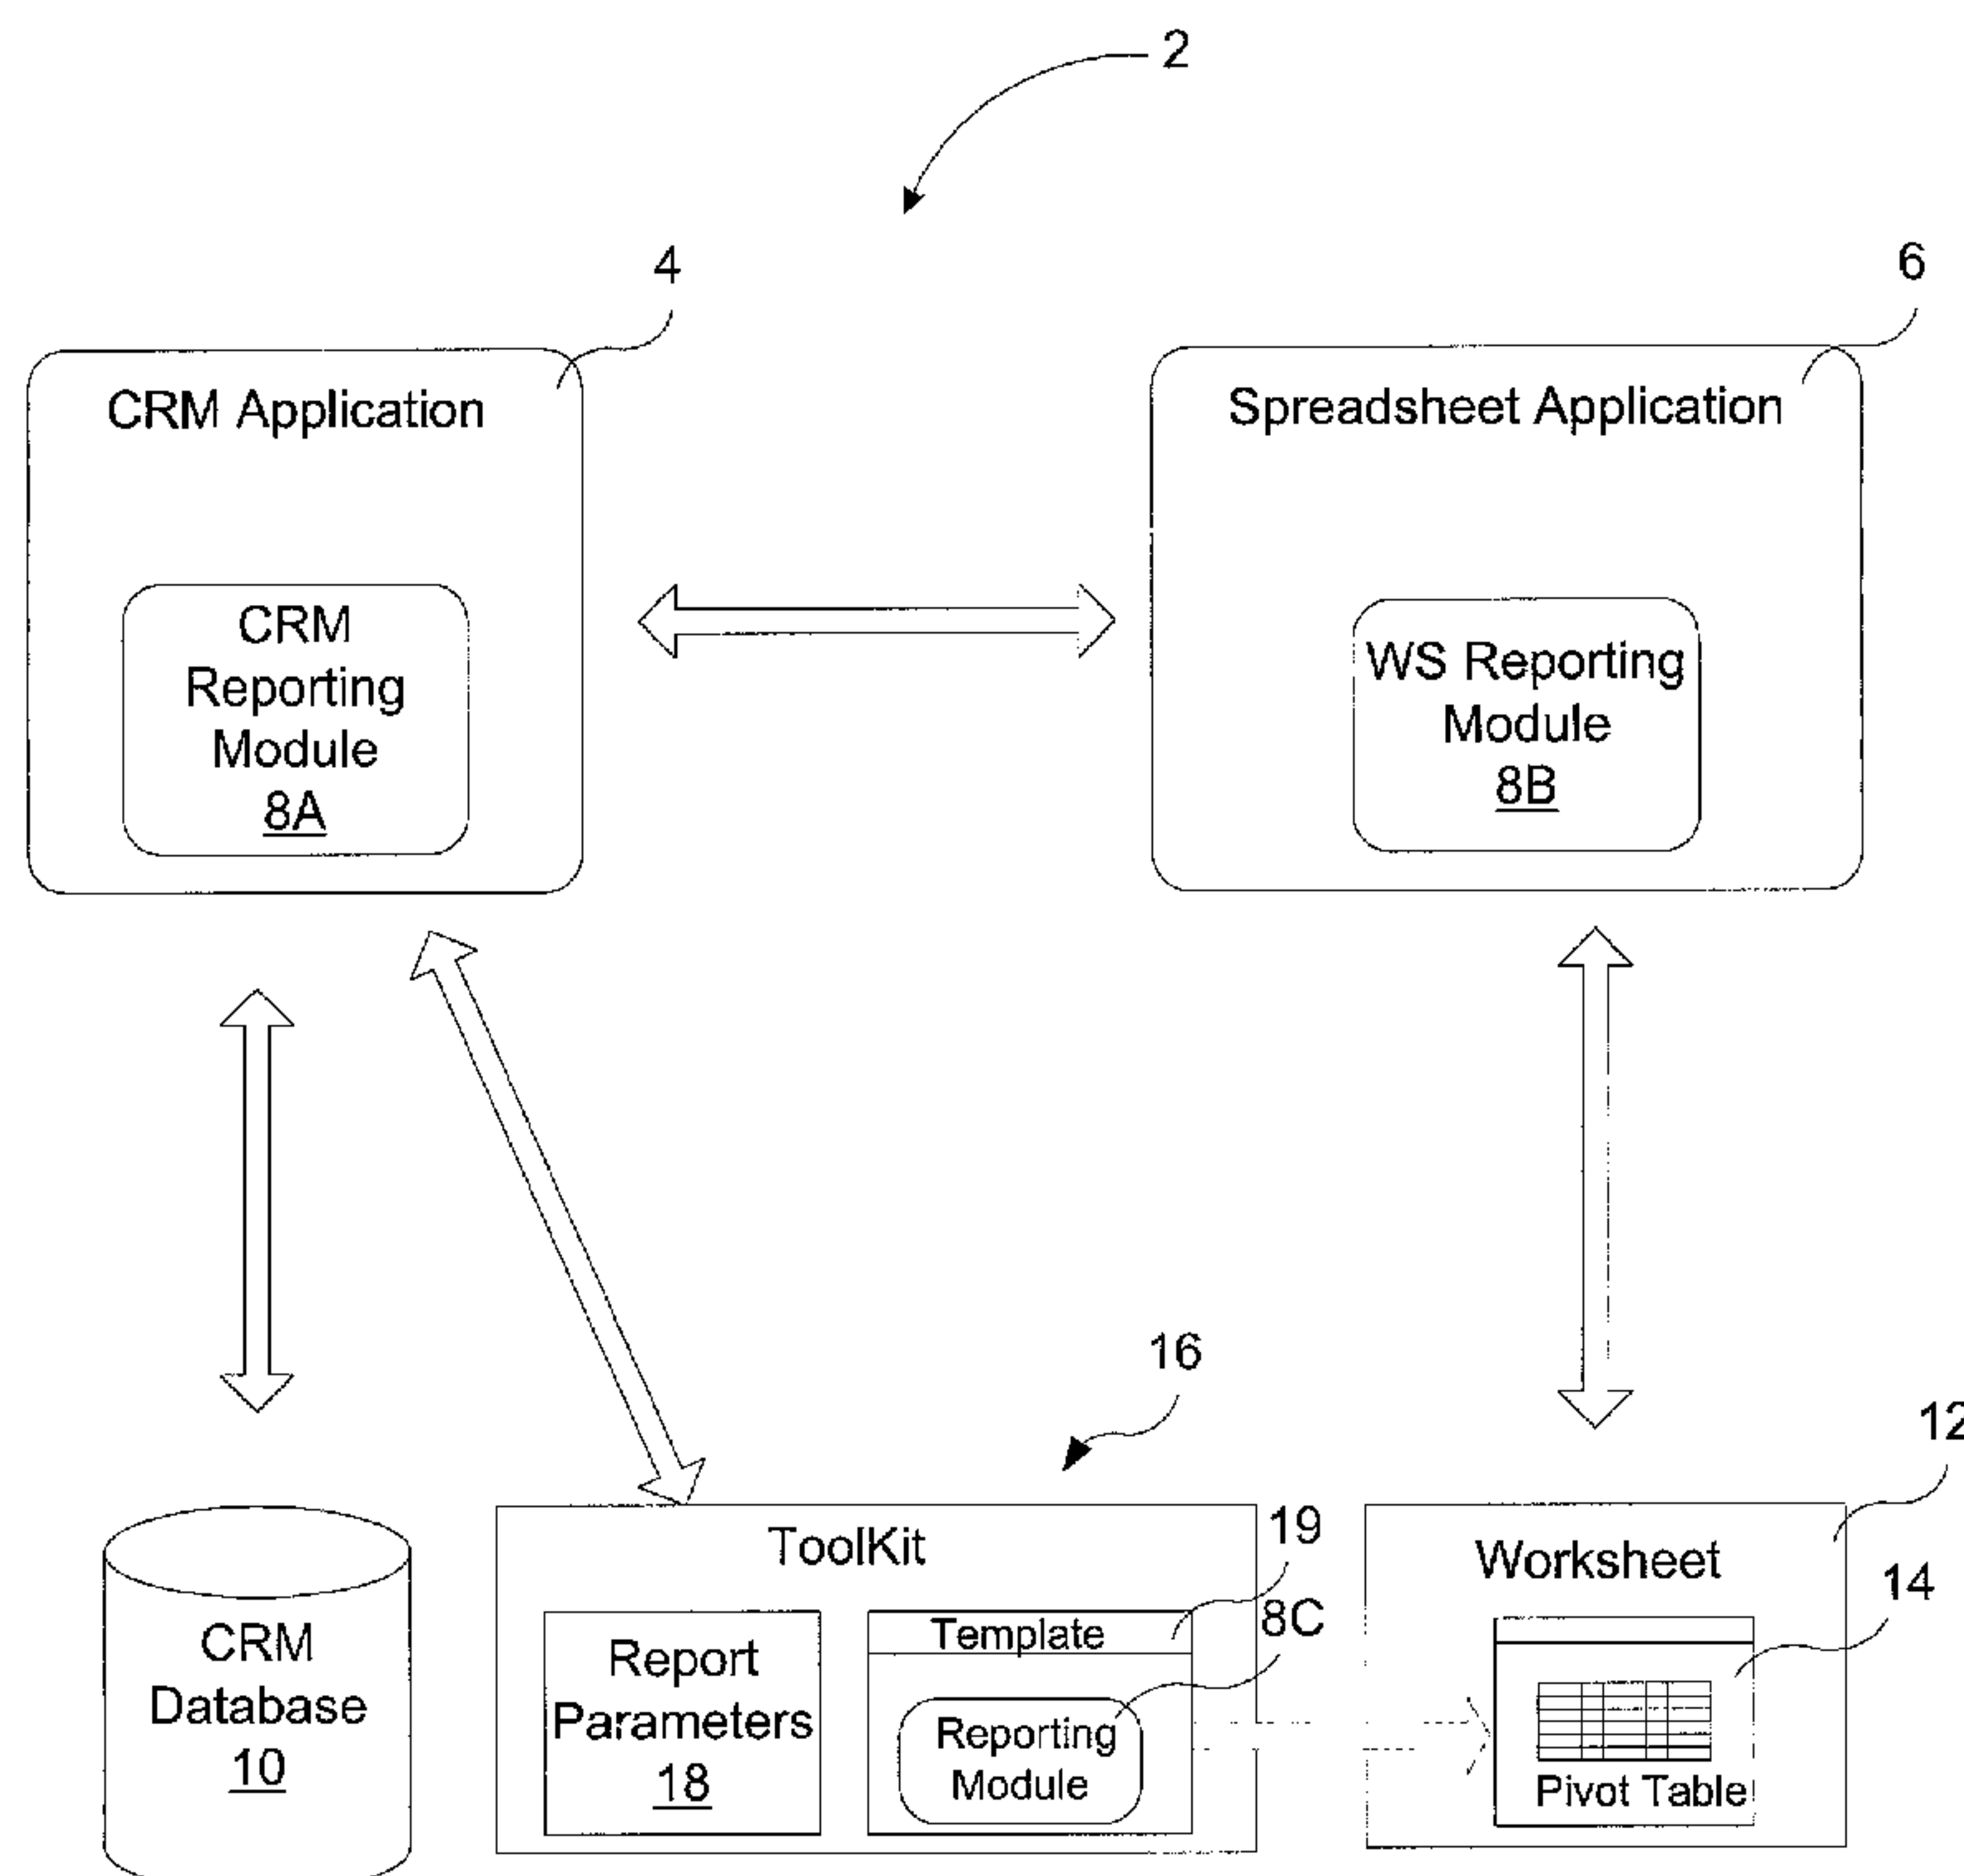 2
4
6
CRM Application
Spreadsheet Application
CRM
Reporting
Module
8A
WS Reporting
Module
8B
16
12
ToolKit
19
Worksheet
8C
14
Template
Report
Parameters
18
Reporting
Module
CRM
Database
10
Pivot Table